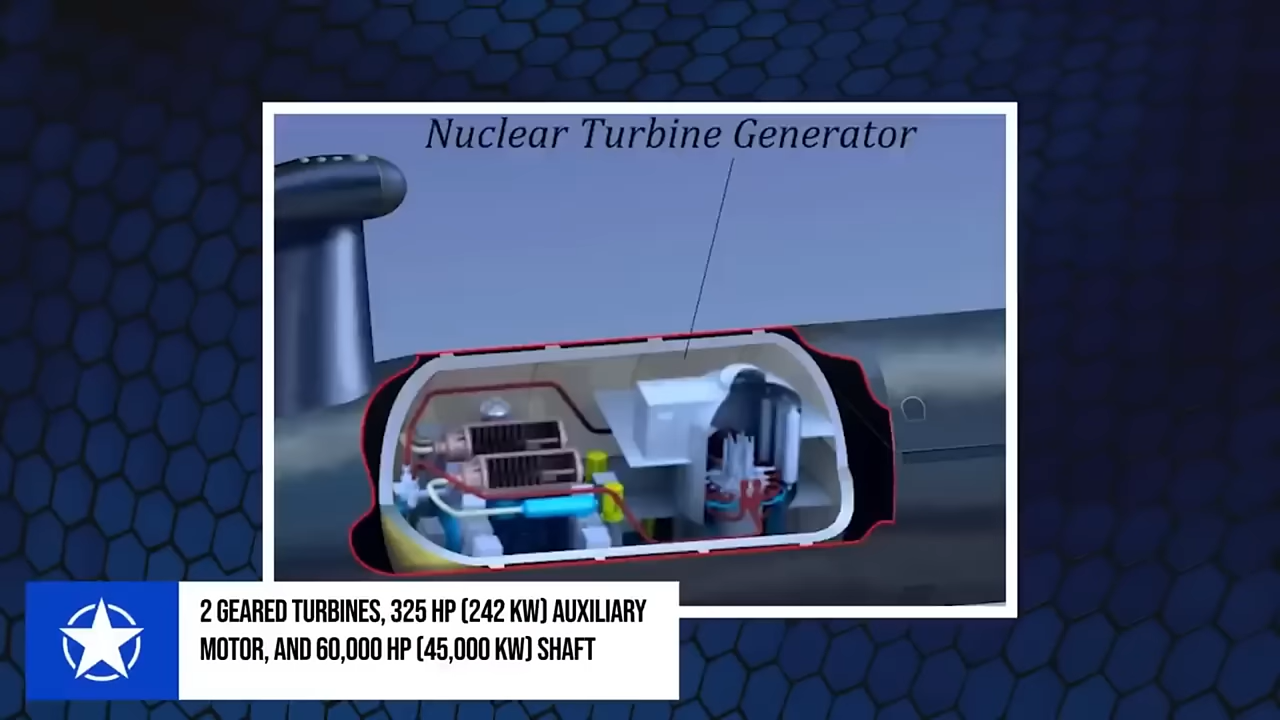 Nuclear Turbine Generator
2 GEARED TURBINES, 325 HP (242 KW) AUXILIARY
MOTOR, AND 60,000 HP (45,000 KW) SHAFT